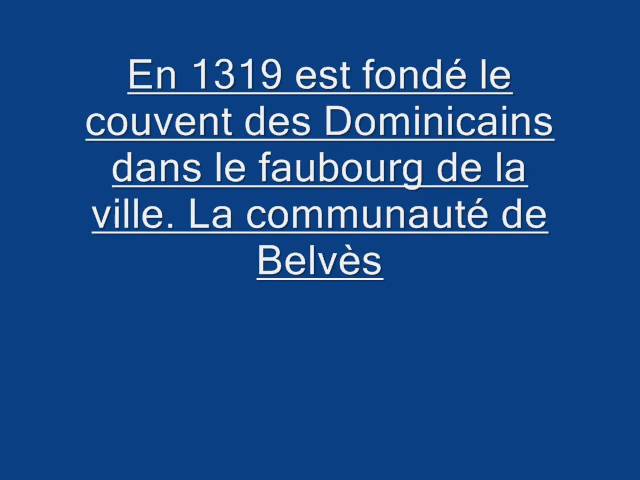 En 1319 est fondé le
couvent des Dominicains
dans le faubourg de la
ville. La communauté de
Belvès